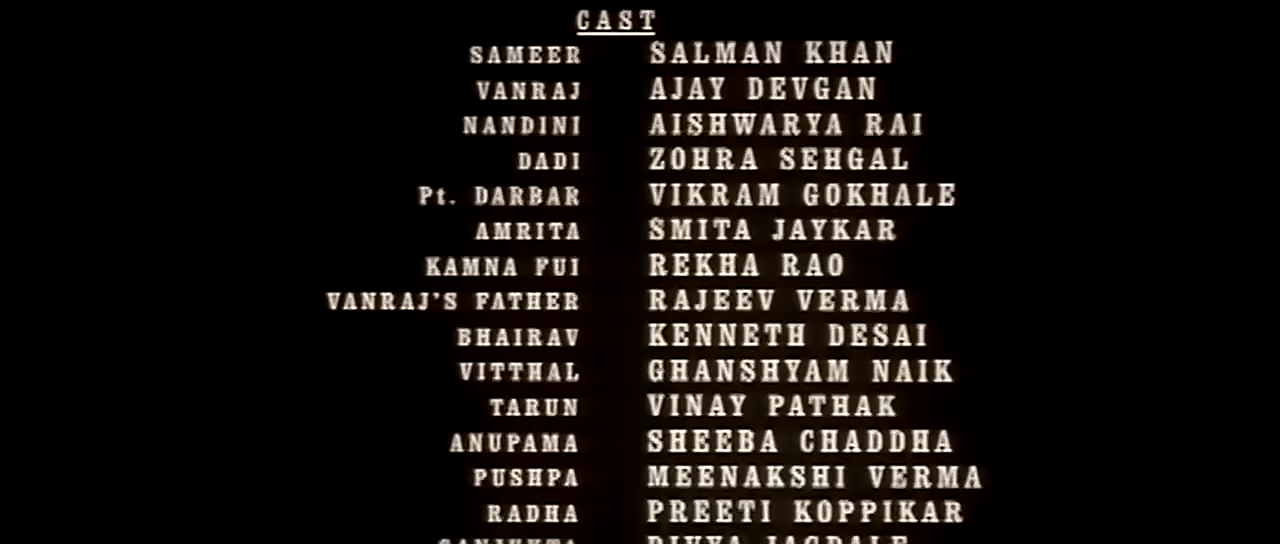 CAST
SAMEER SALMAN KHAN
VANRAJ AJAY DEVGAN
NANDINI AISHWARYA RAI
DADI ZOHRA SEHGAL
Pt. DARBAR VIKRAM GOKHALE
AMRITA SMITA JAYKAR
KAMNA FUI REKHA RAO
VANRAJ'S FATHER RAJEEV VERMA
BHAIRAV KENNETH DESAI
VITTHAL GHANSHYAM NAIK
TARUN VINAY PATHAK
ANUPAMA SHEEBA CHADDHA
PUSHPA MEENAKSHI VERMA
RADHA PREETI KOPPIKAR